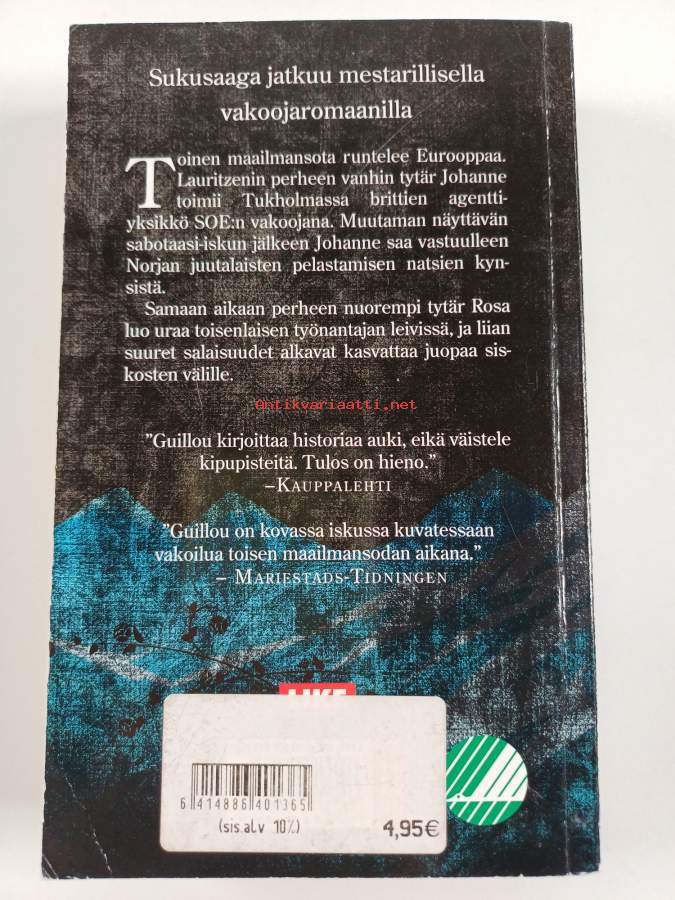 Sukusaaga jatkuu mestarillisella
vakoojaromaanilla
Toinen maailmansota runtelee Eurooppaa.
Lauritzenin perheen vanhin tytär Johanne
toimii Tukholmassa brittien agentti-
yksikkö SOE:n vakoojana. Muutaman näyttävän
sabotaasi-iskun jälkeen Johanne saa vastuulleen
Norjan juutalaisten pelastamisen natsien kyn-
sistä.
Samaan aikaan perheen nuorempi tytär Rosa
luo uraa toisenlaisen työnantajan leivissä, ja liian
suuret salaisuudet alkavat kasvattaa juopaa sis-
kosten välille.
Antikvariaatti.net
”Guillou kirjoittaa historiaa auki, eikä väistele
kipupisteitä. Tulos on hieno.”
–Kauppalehti
”Guillou on kovassa iskussa kuvatessaan
vakoilua toisen maailmansodan aikana.”
– Mariestads-Tidningen
LIKE
6 414886 401365
(sis.alv 10%)
4,95€